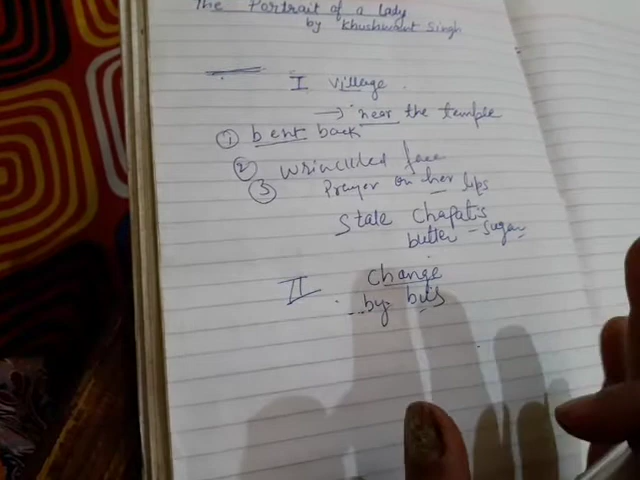 The Portrait of a lady
by Khushwant Singh
I village
→ near the temple
① bent back
② wrinkled face
③ Prayer on her lips
Stale Chapatis
butter - Sugar
II Change
by bus